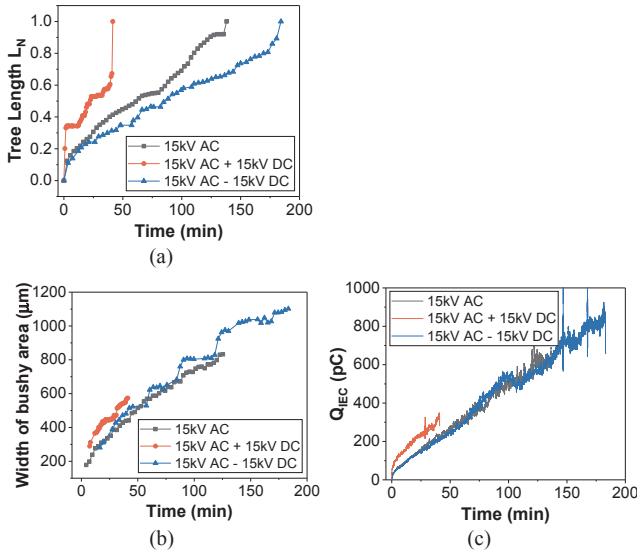 Tree Length L_N
1.0
0.8
0.6
0.4
0.2
0.0
15kV AC
15kV AC + 15kV DC
15kV AC - 15kV DC
0 50 100 150 200
Time (min)
(a)
Width of bushy area (μm)
1200
1000
800
600
400
200
15kV AC
15kV AC + 15kV DC
15kV AC - 15kV DC
0 50 100 150 200
Time (min)
(b)
Q_IEC (pC)
1000
800
600
400
200
0
15kV AC
15kV AC + 15kV DC
15kV AC - 15kV DC
0 50 100 150 200
Time (min)
(c)